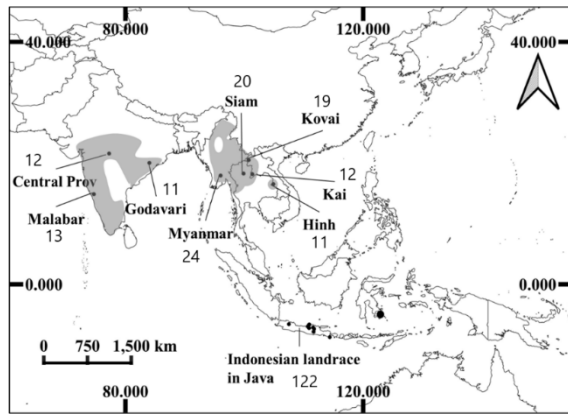 80.000
120.000
40.000
40.000
20
Siam
19
Kovai
12
Central Prov
11
Godavari
12
Kai
Malabar
13
Myanmar
24
Hinh
11
0.000
0.000
0 750 1,500 km
Indonesian landrace
in Java
122
80.000
120.000